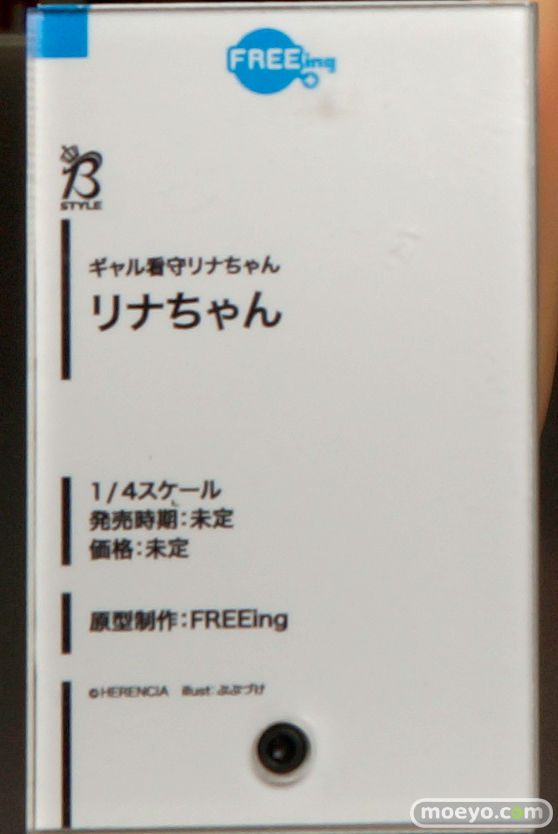 FREEing
B
STYLE
ギャル看守リナちゃん
リナちゃん
1/4スケール
発売時期:未定
価格:未定
原型制作:FREEing
©HERENCIA illust: ぶぶづけ
moeyo.com